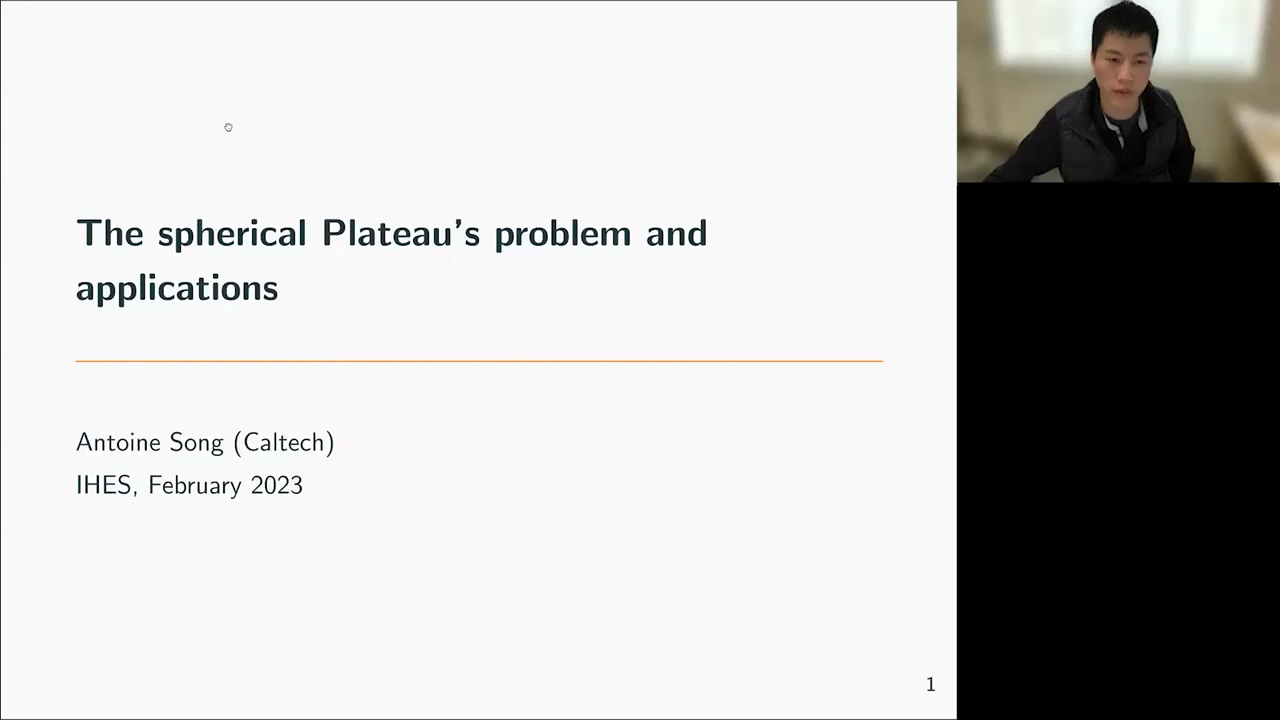 The spherical Plateau's problem and
applications
Antoine Song (Caltech)
IHES, February 2023
1